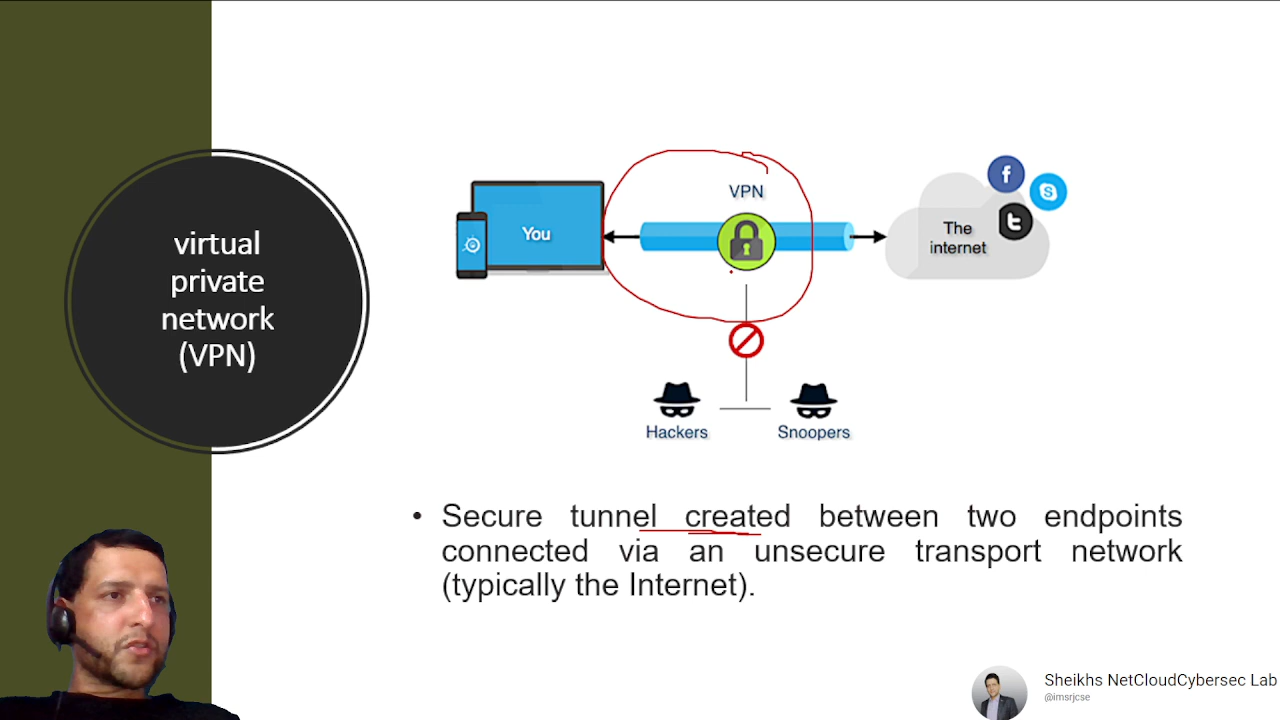 virtual
private
network
(VPN)
VPN
You
The
internet
Hackers
Snoopers
• Secure tunnel created between two endpoints
connected via an unsecure transport network
(typically the Internet).
Sheikhs NetCloudCybersec Lab
@imsrjcse